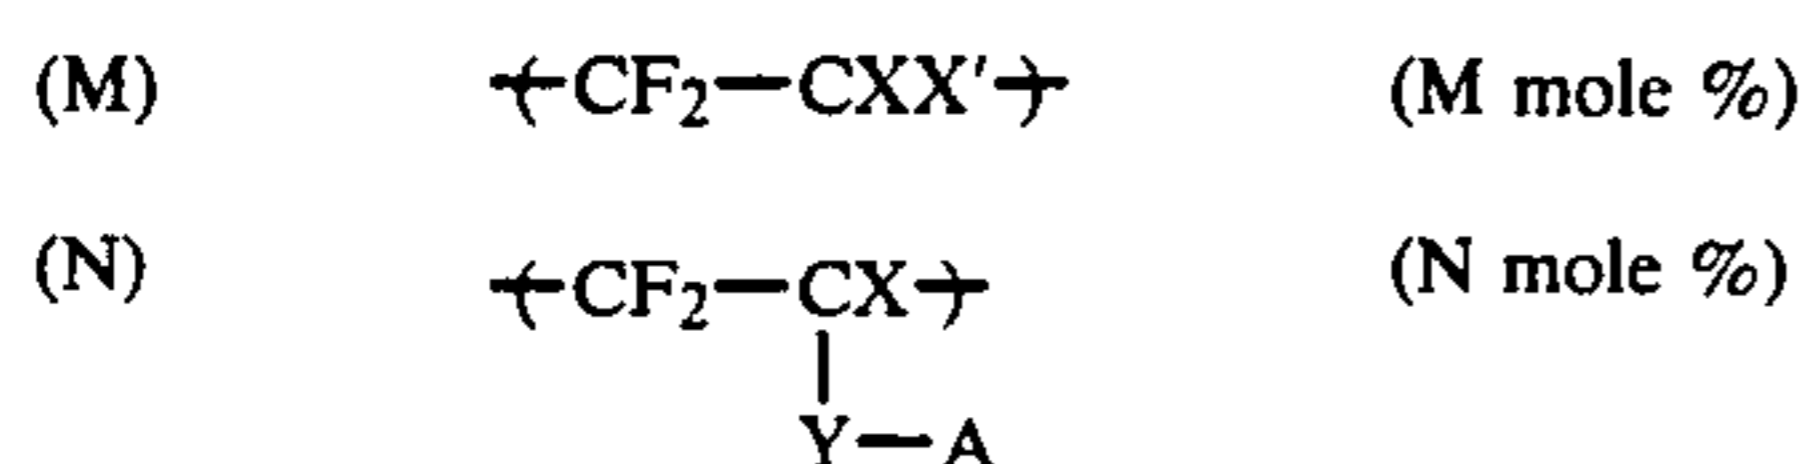 (M) -(CF2-CXX')- (M mole %)
(N) -(CF2-CX)- (N mole %)
Y-A